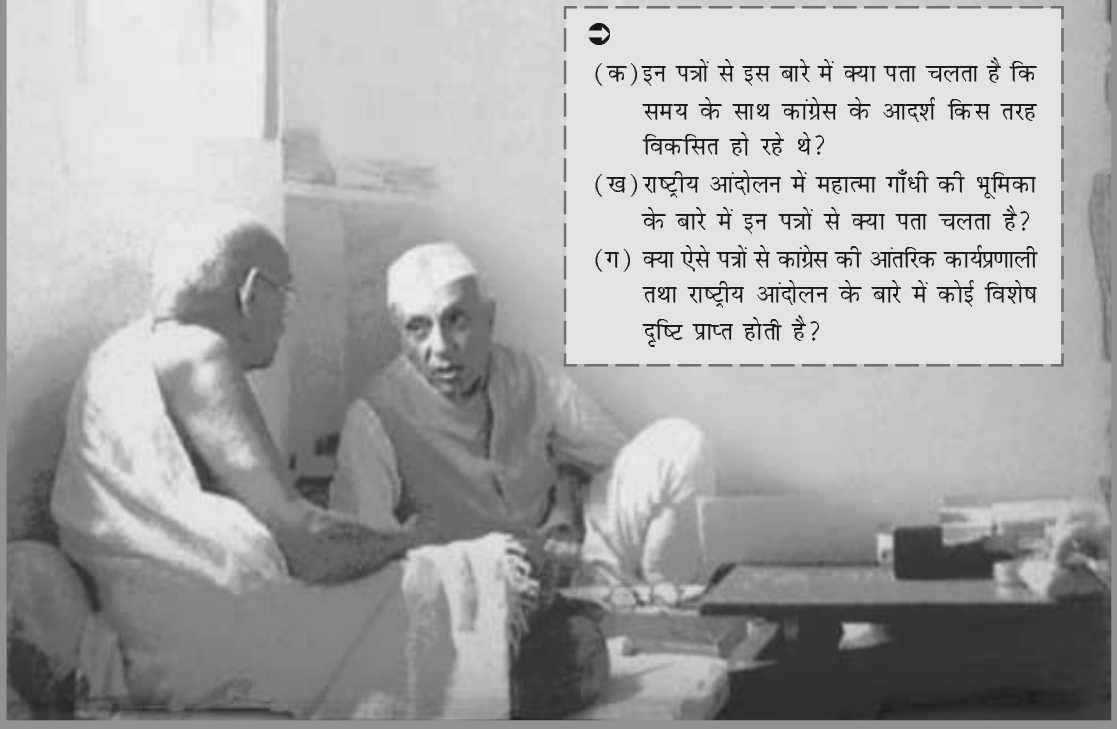 (क) इन पत्रों से इस बारे में क्या पता चलता है कि
समय के साथ कांग्रेस के आदर्श किस तरह
विकसित हो रहे थे?
(ख) राष्ट्रीय आंदोलन में महात्मा गाँधी की भूमिका
के बारे में इन पत्रों से क्या पता चलता है?
(ग) क्या ऐसे पत्रों से कांग्रेस की आंतरिक कार्यप्रणाली
तथा राष्ट्रीय आंदोलन के बारे में कोई विशेष
दृष्टि प्राप्त होती है?